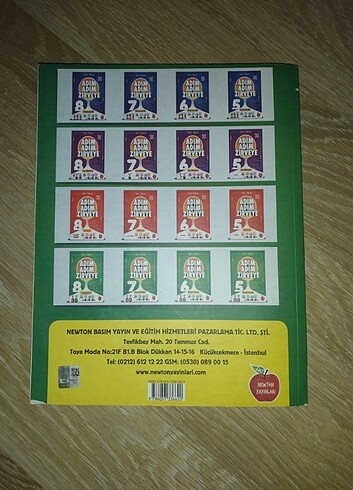 ADIM ADIM ZİRVEYE 8
ADIM ADIM ZİRVEYE 7
ADIM ADIM ZİRVEYE 6
ADIM ADIM ZİRVEYE 5
ADIM ADIM ZİRVEYE 8
ADIM ADIM ZİRVEYE 7
ADIM ADIM ZİRVEYE 6
ADIM ADIM ZİRVEYE 5
ADIM ADIM ZİRVEYE 8
ADIM ADIM ZİRVEYE 7
ADIM ADIM ZİRVEYE 6
ADIM ADIM ZİRVEYE 5
ADIM ADIM ZİRVEYE 8
ADIM ADIM ZİRVEYE 7
ADIM ADIM ZİRVEYE 6
ADIM ADIM ZİRVEYE 5
NEWTON BASIM YAYIN VE EĞİTİM HİZMETLERİ PAZARLAMA TİC. LTD. ŞTİ.
Tevfikbey Mah. 20 Temmuz Cad.
Toya Moda No:21F B1.B Blok Dükkan 14-15-16 Küçükçekmece - İstanbul
Tel: (0212) 612 12 22 GSM: (0530) 089 00 15
www.newtonyayinlari.com
NEWTON
YAYINLARI